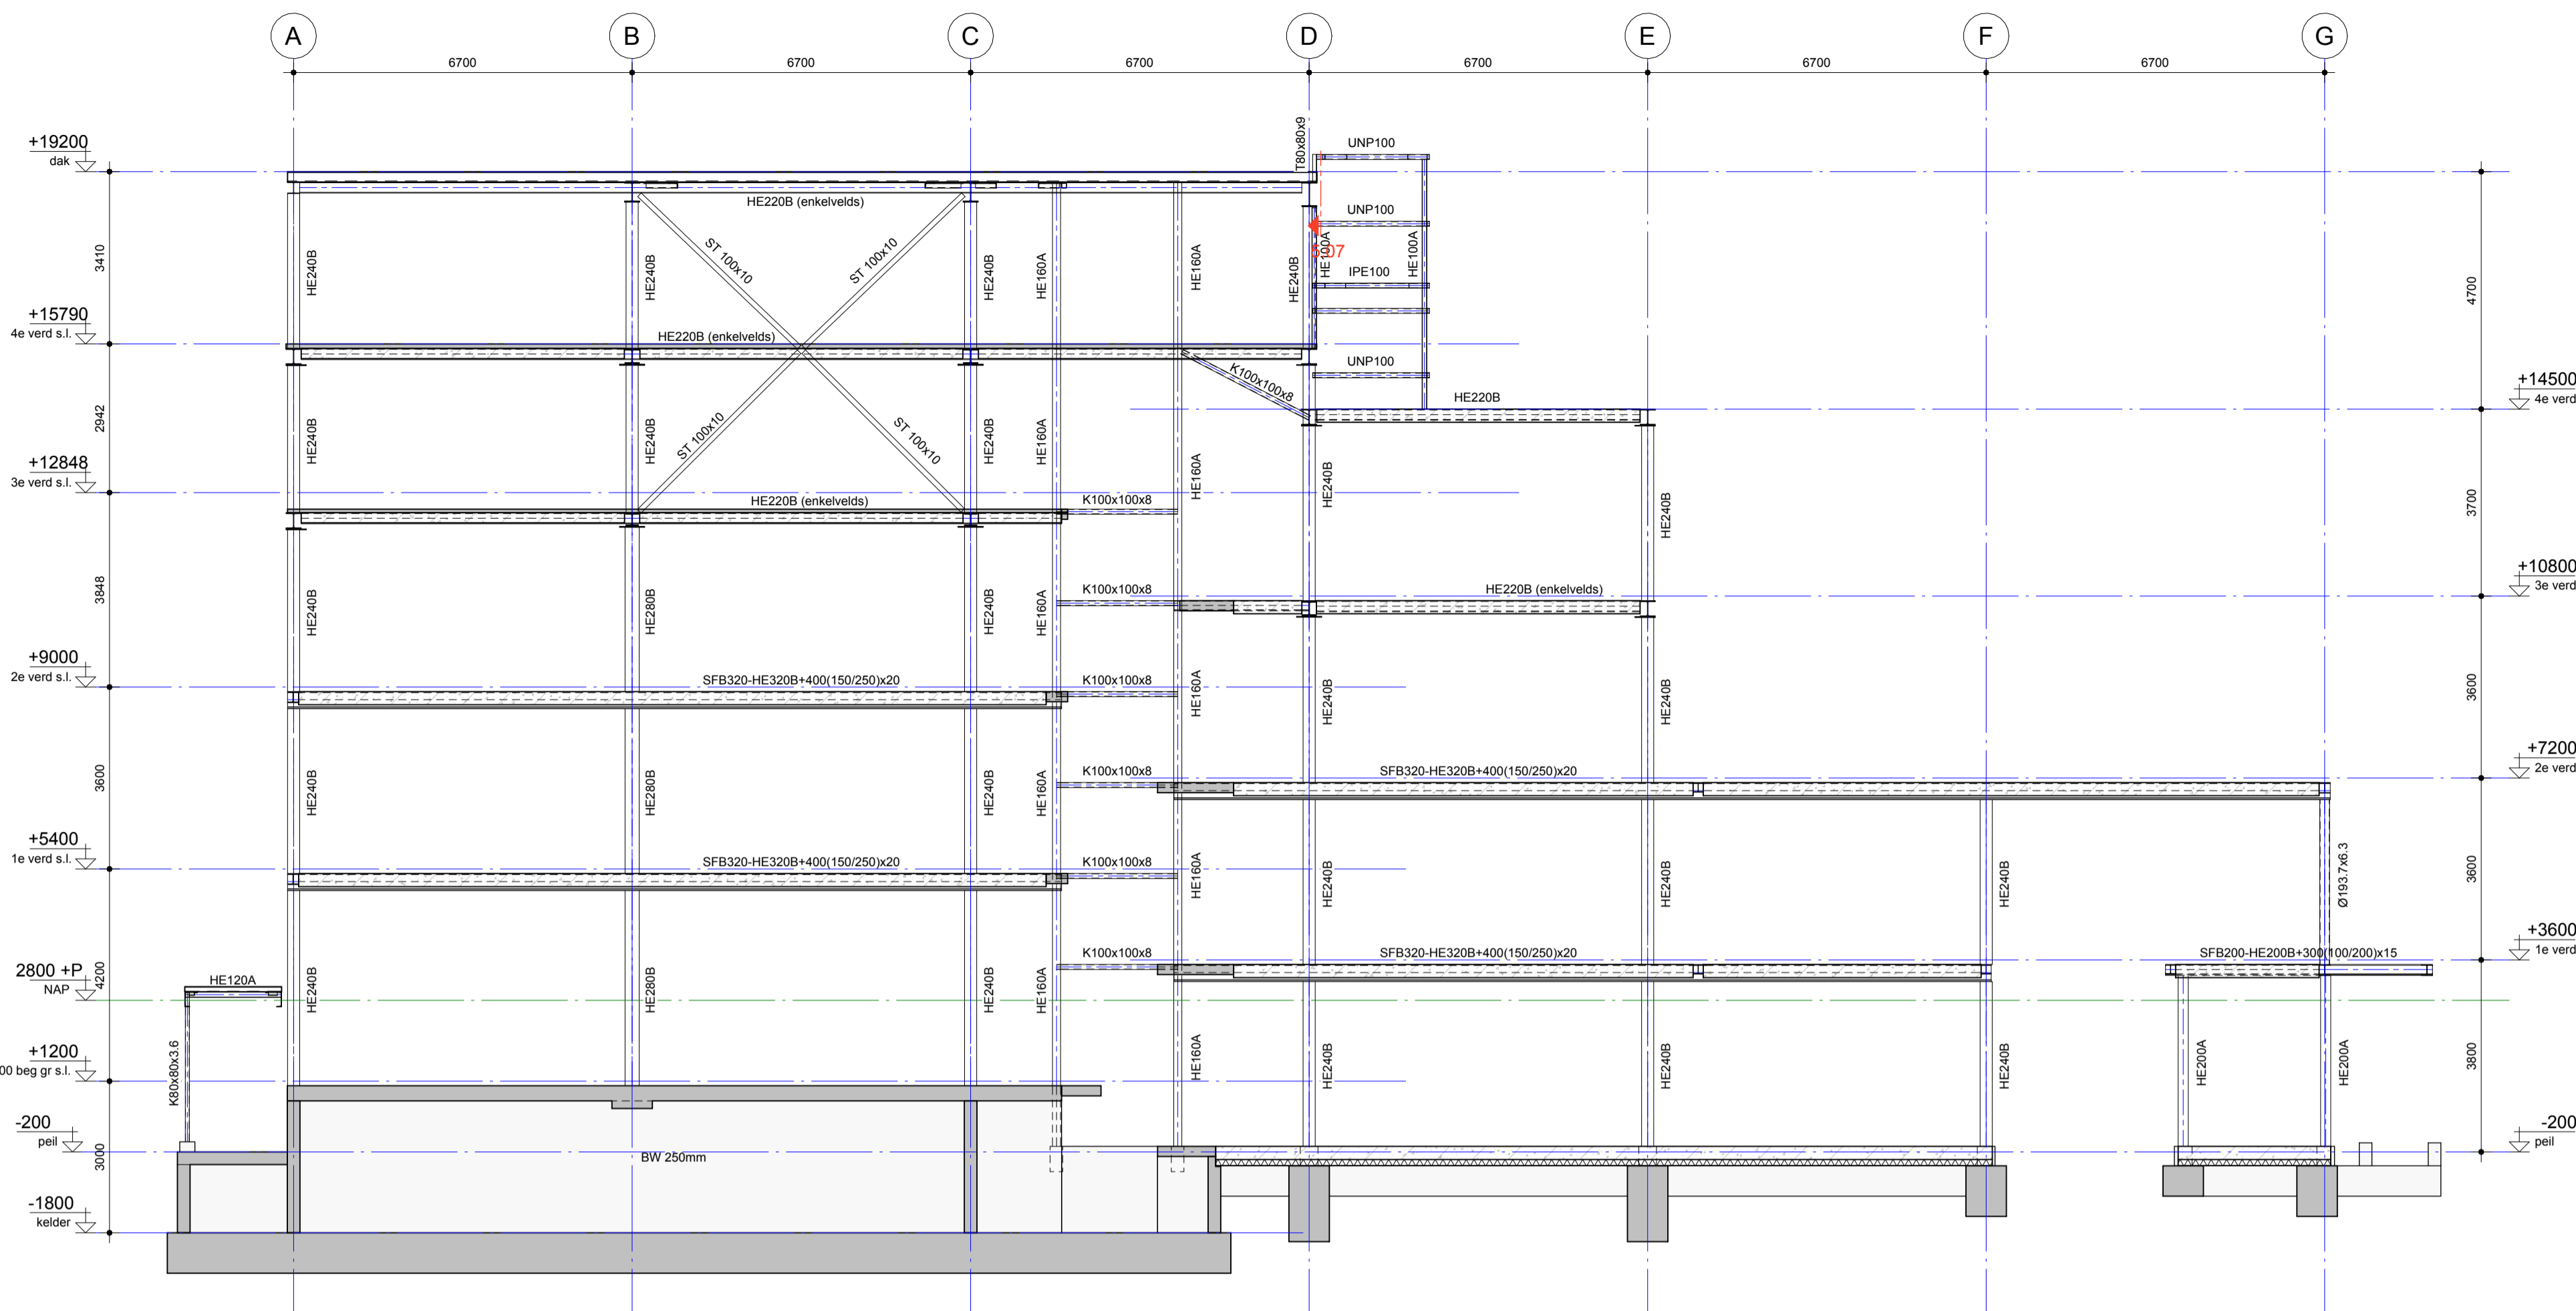 A B C D E F G
6700 6700 6700 6700 6700 6700
T80x80x9
UNP100
+19200
dak
HE220B (enkelvelds)
UNP100
ST 100x10 ST 100x10
HE240B HE240B HE240B HE160A HE160A HE240B HE100A HE100A
5.07
3410
IPE100
4700
+15790
4e verd s.l.
HE220B (enkelvelds)
UNP100
K100x100x8
+14500
4e verd
HE220B
2942
ST 100x10 ST 100x10
HE240B HE240B HE240B HE160A HE160A HE240B HE240B
+12848
3e verd s.l.
HE220B (enkelvelds)
K100x100x8
3700
+10800
3e verd
K100x100x8
HE220B (enkelvelds)
3848
HE240B HE280B HE240B HE160A
+9000
2e verd s.l.
SFB320-HE320B+400(150/250)x20
K100x100x8
HE160A HE240B HE240B
3600
+7200
2e verd
K100x100x8
SFB320-HE320B+400(150/250)x20
3600
HE240B HE280B HE240B HE160A
+5400
1e verd s.l.
SFB320-HE320B+400(150/250)x20
K100x100x8
HE160A HE240B HE240B HE240B Ø193.7x6.3
3600
+3600
1e verd
K100x100x8
SFB320-HE320B+400(150/250)x20
SFB200-HE200B+300(100/200)x15
2800 +P
NAP
HE120A
4200
HE240B HE280B HE240B HE160A
+1200
00 beg gr s.l.
K80x80x3.6
HE160A HE240B HE240B HE240B HE200A HE200A
3800
-200
peil
-200
peil
3000
BW 250mm
-1800
kelder